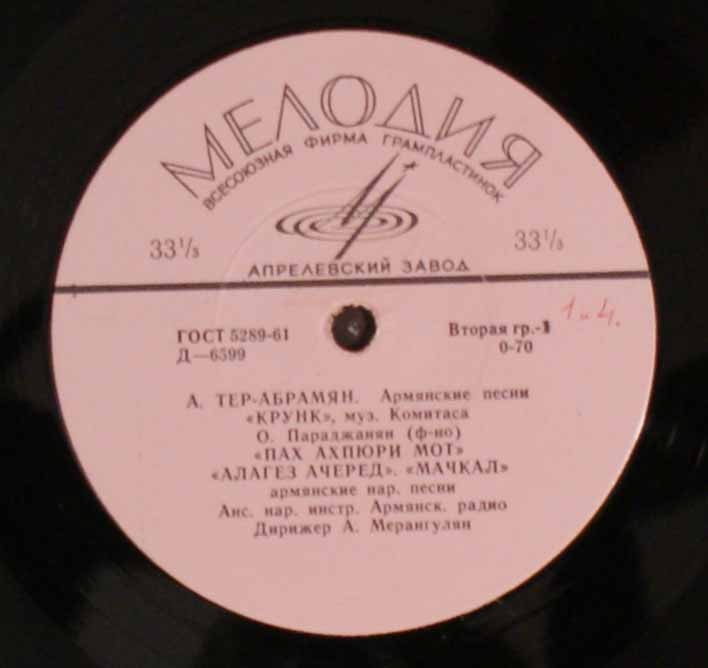 МЕЛОДИЯ
ВСЕСОЮЗНАЯ ФИРМА ГРАМПЛАСТИНОК
33⅓ 33⅓
АПРЕЛЕВСКИЙ ЗАВОД
ГОСТ 5289-61 Вторая гр.-1 1 и 4.
Д—6599 0-70
А. ТЕР-АБРАМЯН. Армянские песни
«КРУНК», муз. Комитаса
О. Параджанян (ф-но)
«ПАХ АХПЮРИ МОТ»
«АЛАГЕЗ АЧЕРЕД». «МАЧКАЛ»
армянские нар. песни
Анс. нар. инстр. Армянск. радио
Дирижер А. Мерангулян